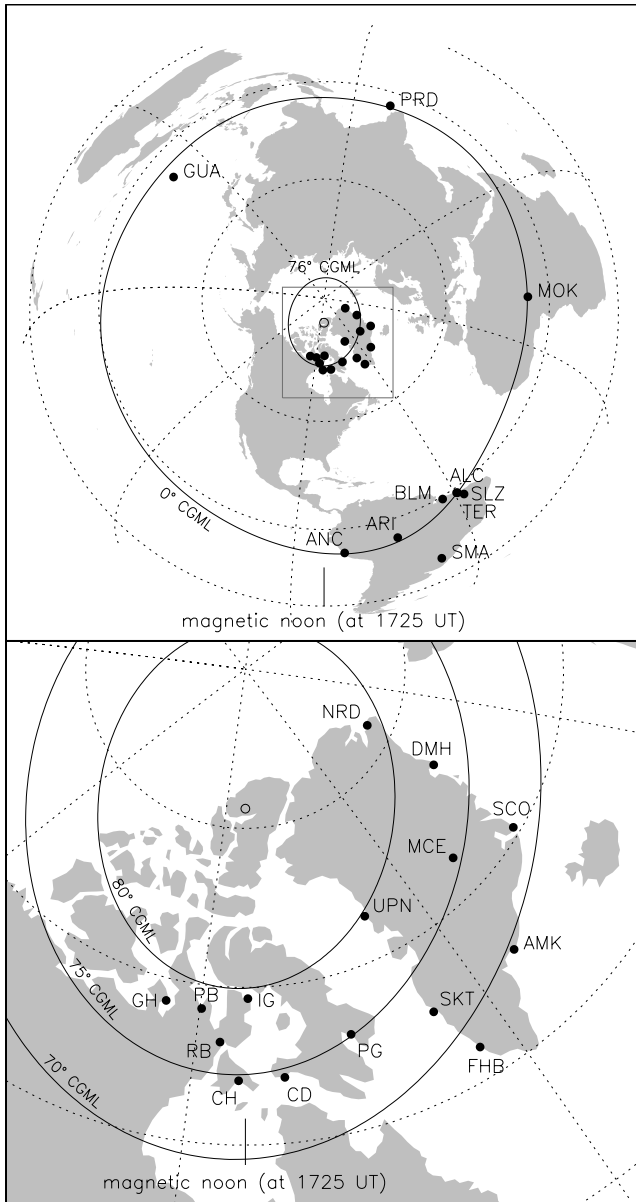 PRD
GUA
76° CGML
MOK
ALC
BLM
SLZ
TER
0° CGML
ARI
ANC
SMA
magnetic noon (at 1725 UT)
NRD
DMH
SCO
MCE
80° CGML
UPN
AMK
75° CGML
GH
PB
IG
SKT
RB
PG
FHB
70° CGML
CH
CD
magnetic noon (at 1725 UT)